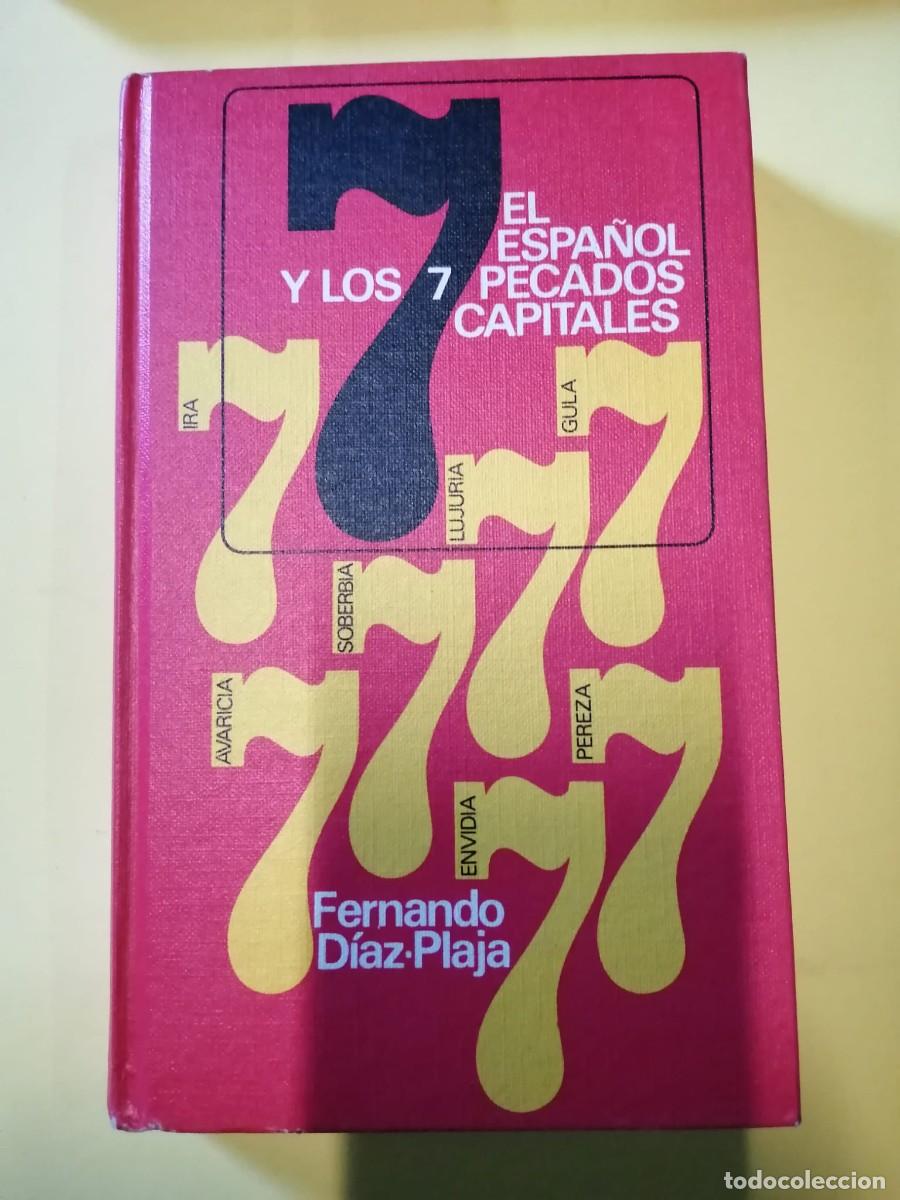 EL
ESPAÑOL
Y LOS 7 PECADOS
CAPITALES
IRA
GULA
LUJURIA
SOBERBIA
AVARICIA
PEREZA
ENVIDIA
Fernando
Díaz-Plaja
todocoleccion